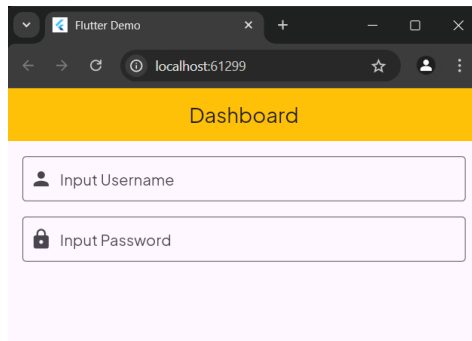 Flutter Demo
localhost:61299
Dashboard
Input Username
Input Password